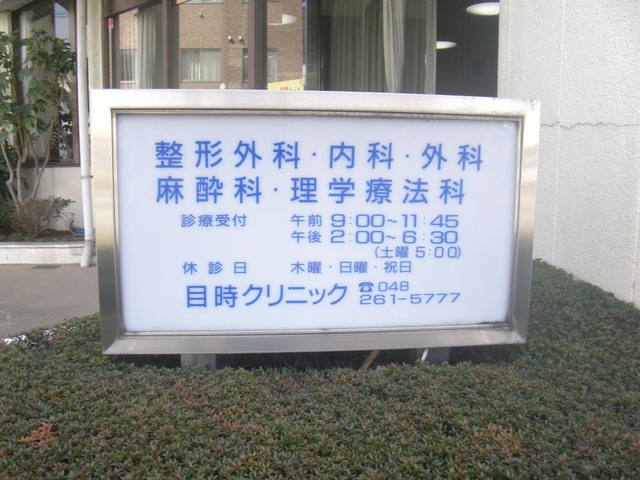 整形外科・内科・外科
麻酔科・理学療法科
診療受付 午前 9:00~11:45
午後 2:00~6:30
(土曜 5:00)
休診日 木曜・日曜・祝日
目時クリニック ☎048
261-5777